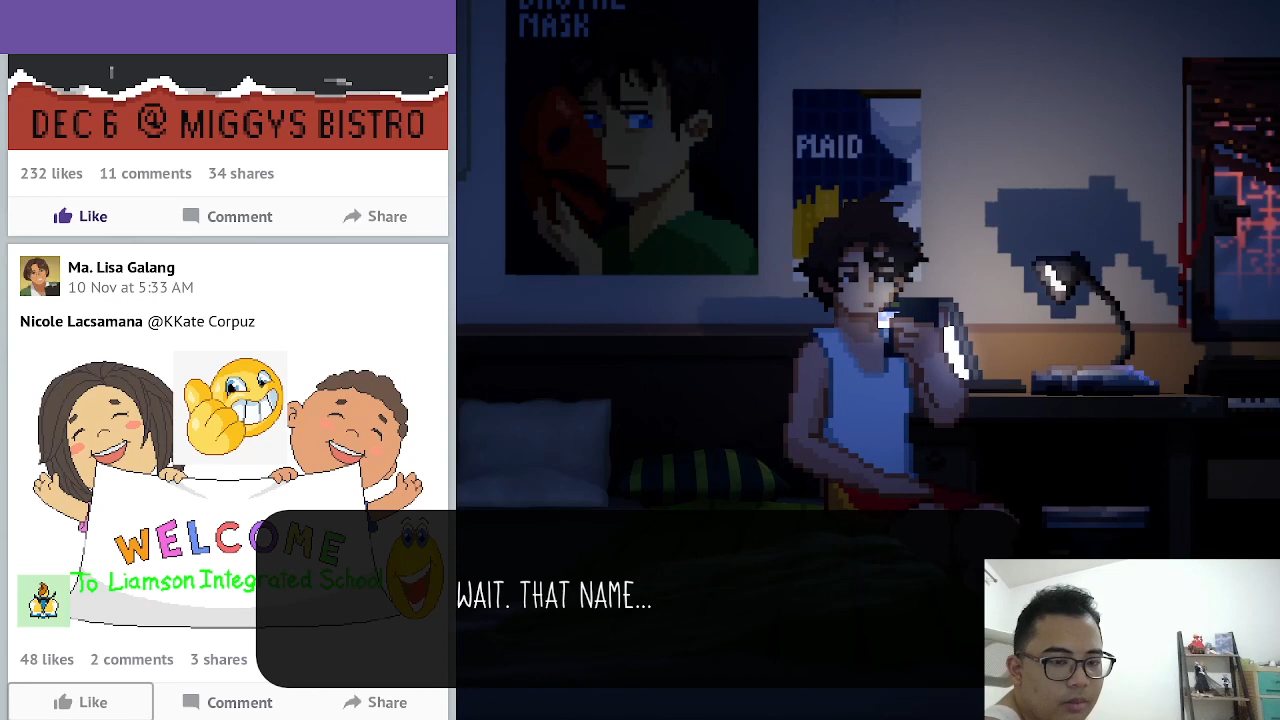 DEC 6 @ MIGGYS BISTRO
232 likes 11 comments 34 shares
Like Comment Share
Ma. Lisa Galang
10 Nov at 5:33 AM
Nicole Lacsamana @KKate Corpuz
WELCOME
To Liamson Integrated School
48 likes 2 comments 3 shares
Like Comment Share
MASK
PLAID
WAIT. THAT NAME...